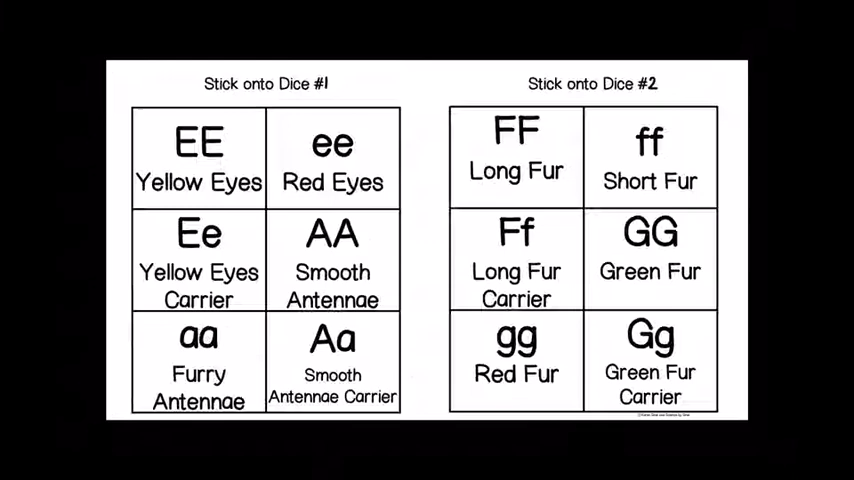 Stick onto Dice #1
EE
Yellow Eyes
ee
Red Eyes
Ee
Yellow Eyes
Carrier
AA
Smooth
Antennae
aa
Furry
Antennae
Aa
Smooth
Antennae Carrier
Stick onto Dice #2
FF
Long Fur
ff
Short Fur
Ff
Long Fur
Carrier
GG
Green Fur
gg
Red Fur
Gg
Green Fur
Carrier